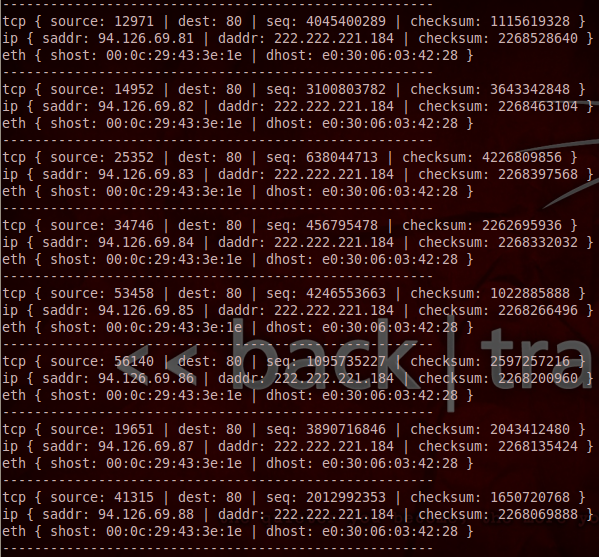 ----------------------------------------------------
tcp { source: 12971 | dest: 80 | seq: 4045400289 | checksum: 1115619328 }
ip { saddr: 94.126.69.81 | daddr: 222.222.221.184 | checksum: 2268528640 }
eth { shost: 00:0c:29:43:3e:1e | dhost: e0:30:06:03:42:28 }
----------------------------------------------------
tcp { source: 14952 | dest: 80 | seq: 3100803782 | checksum: 3643342848 }
ip { saddr: 94.126.69.82 | daddr: 222.222.221.184 | checksum: 2268463104 }
eth { shost: 00:0c:29:43:3e:1e | dhost: e0:30:06:03:42:28 }
----------------------------------------------------
tcp { source: 25352 | dest: 80 | seq: 638044713 | checksum: 4226809856 }
ip { saddr: 94.126.69.83 | daddr: 222.222.221.184 | checksum: 2268397568 }
eth { shost: 00:0c:29:43:3e:1e | dhost: e0:30:06:03:42:28 }
----------------------------------------------------
tcp { source: 34746 | dest: 80 | seq: 456795478 | checksum: 2262695936 }
ip { saddr: 94.126.69.84 | daddr: 222.222.221.184 | checksum: 2268332032 }
eth { shost: 00:0c:29:43:3e:1e | dhost: e0:30:06:03:42:28 }
----------------------------------------------------
tcp { source: 53458 | dest: 80 | seq: 4246553663 | checksum: 1022885888 }
ip { saddr: 94.126.69.85 | daddr: 222.222.221.184 | checksum: 2268266496 }
eth { shost: 00:0c:29:43:3e:1e | dhost: e0:30:06:03:42:28 }
----------------------------------------------------
<< back | tra
tcp { source: 56140 | dest: 80 | seq: 1095735227 | checksum: 2597257216 }
ip { saddr: 94.126.69.86 | daddr: 222.222.221.184 | checksum: 2268200960 }
eth { shost: 00:0c:29:43:3e:1e | dhost: e0:30:06:03:42:28 }
----------------------------------------------------
tcp { source: 19651 | dest: 80 | seq: 3890716846 | checksum: 2043412480 }
ip { saddr: 94.126.69.87 | daddr: 222.222.221.184 | checksum: 2268135424 }
eth { shost: 00:0c:29:43:3e:1e | dhost: e0:30:06:03:42:28 }
----------------------------------------------------
tcp { source: 41315 | dest: 80 | seq: 2012992353 | checksum: 1650720768 }
ip { saddr: 94.126.69.88 | daddr: 222.222.221.184 | checksum: 2268069888 }
eth { shost: 00:0c:29:43:3e:1e | dhost: e0:30:06:03:42:28 }
----------------------------------------------------